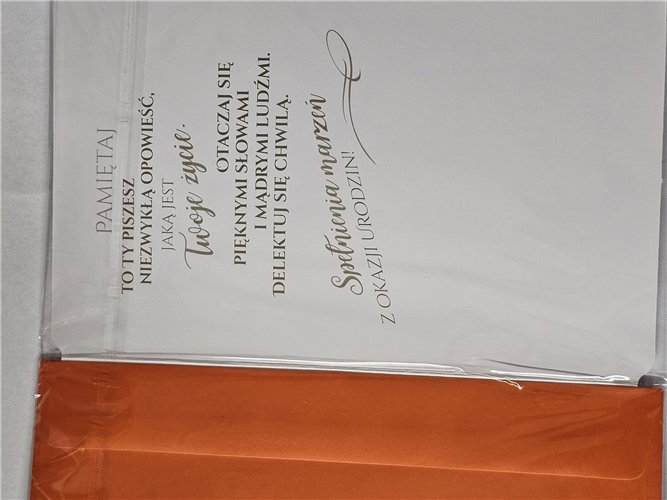 PAMIĘTAJ
TO TY PISZESZ
NIEZWYKŁĄ OPOWIEŚĆ,
JAKĄ JEST
Twoje życie.
OTACZAJ SIĘ
PIĘKNYMI SŁOWAMI
I MĄDRYMI LUDŹMI.
DELEKTUJ SIĘ CHWILĄ.
Spełnienia marzeń
Z OKAZJI URODZIN!